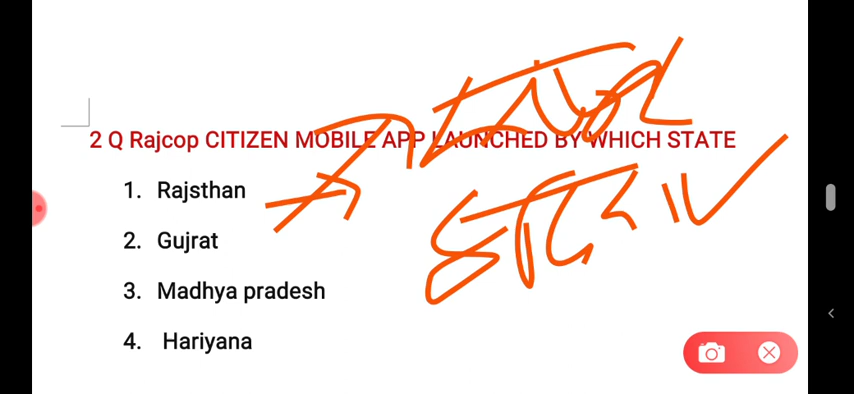 2 Q Rajcop CITIZEN MOBILE APP LAUNCHED BY WHICH STATE
1. Rajsthan
2. Gujrat
3. Madhya pradesh
4. Hariyana